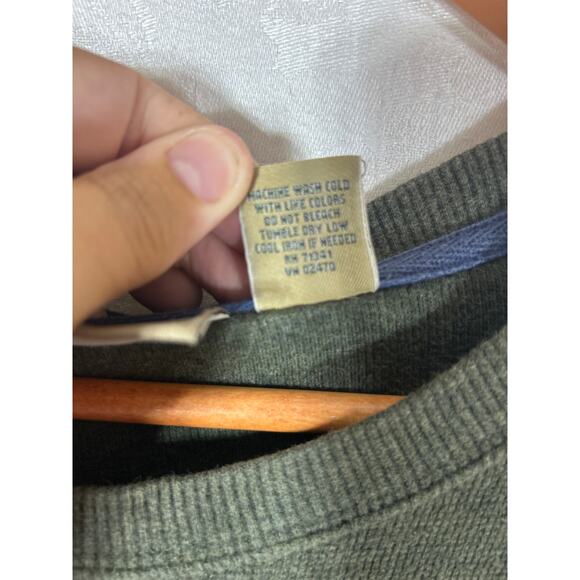 MACHINE WASH COLD
WITH LIKE COLORS
DO NOT BLEACH
TUMBLE DRY LOW
COOL IRON IF NEEDED
RN 71341
VN 02470